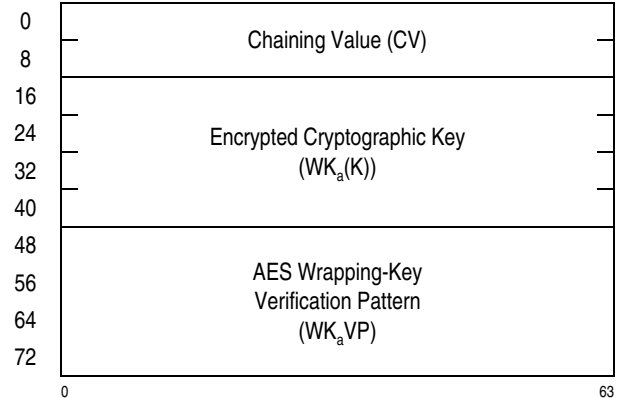 0
Chaining Value (CV)
8
16
24
Encrypted Cryptographic Key
32
(WKa(K))
40
48
56
AES Wrapping-Key
Verification Pattern
64
(WKaVP)
72
0 63